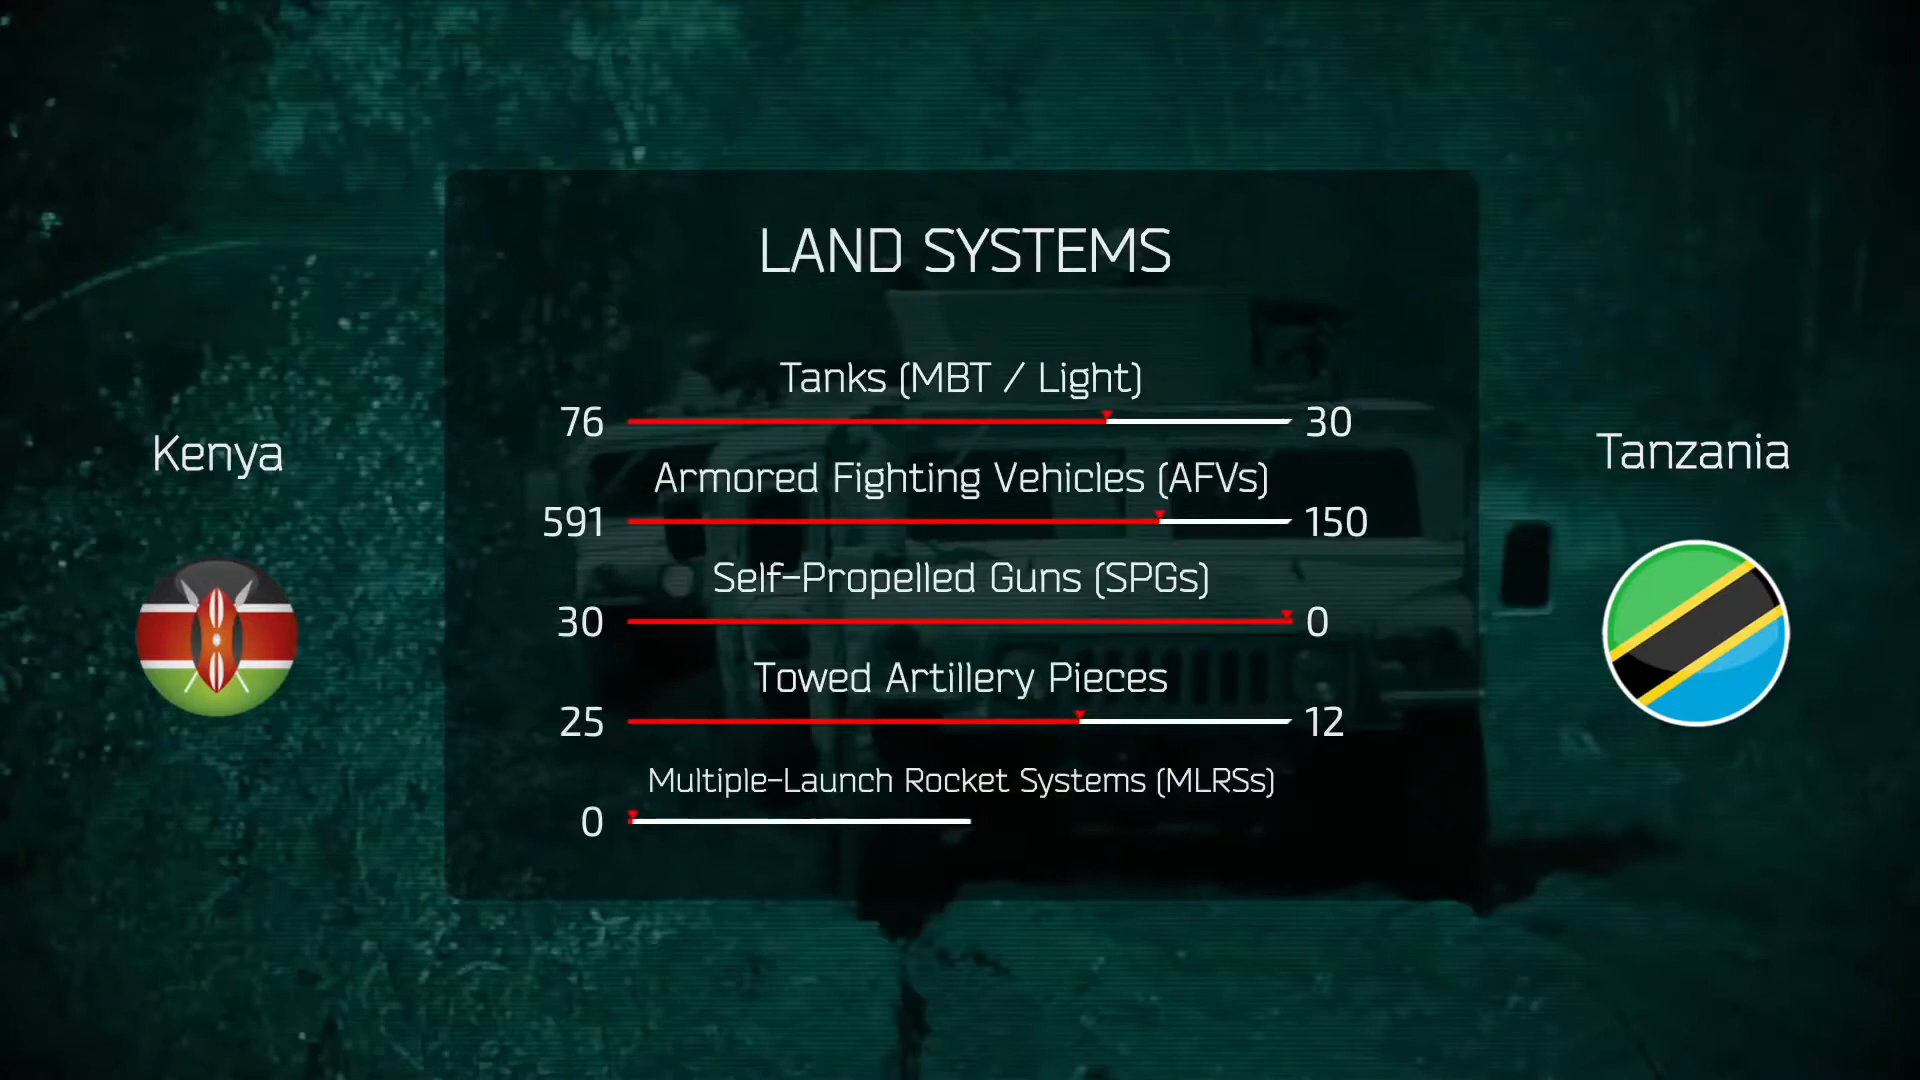 LAND SYSTEMS
Tanks (MBT / Light)
76 30
Kenya
Tanzania
Armored Fighting Vehicles (AFVs)
591 150
Self-Propelled Guns (SPGs)
30 0
Towed Artillery Pieces
25 12
Multiple-Launch Rocket Systems (MLRSs)
0